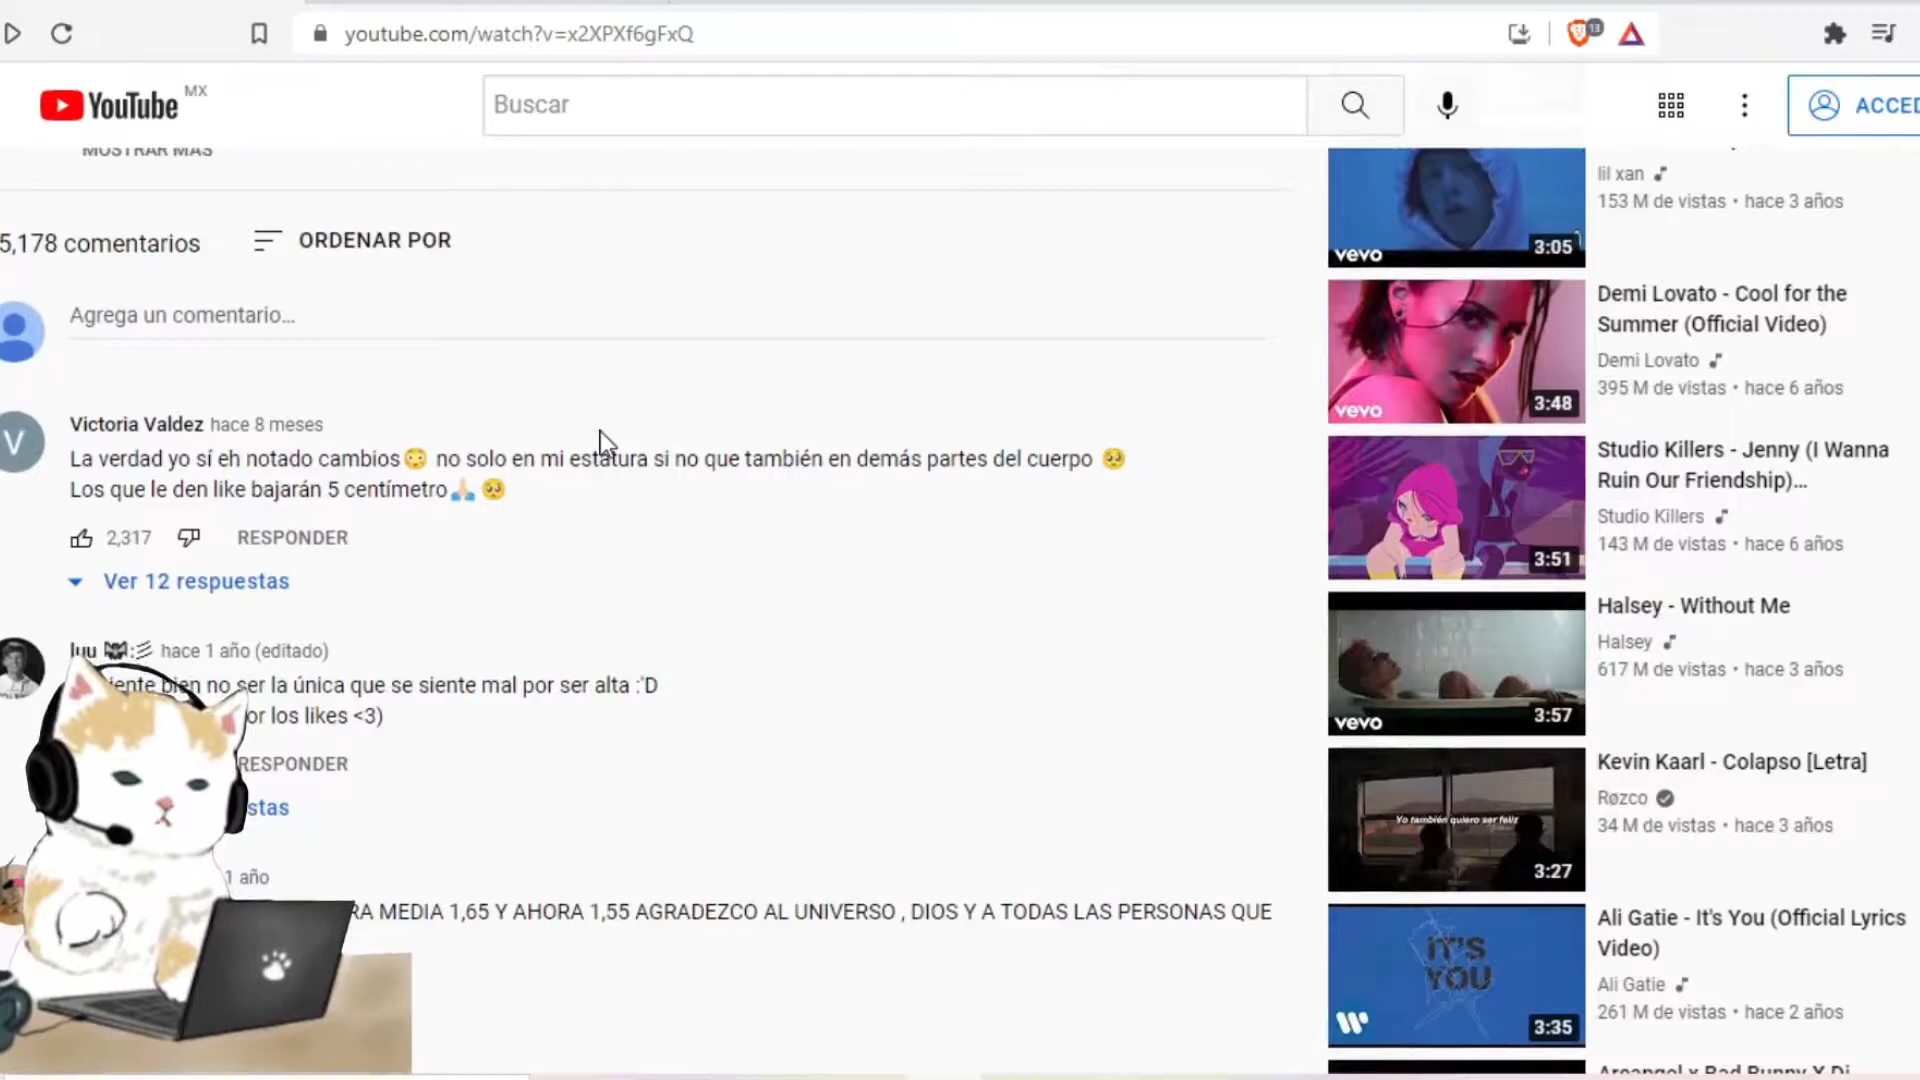 youtube.com/watch?v=x2XPXf6gFxQ
13
YouTube MX
Buscar
ACCED
MOSTRAR MÁS
5,178 comentarios
ORDENAR POR
Agrega un comentario...
V
Victoria Valdez hace 8 meses
La verdad yo sí eh notado cambios😳 no solo en mi estatura si no que también en demás partes del cuerpo 🥺
Los que le den like bajarán 5 centímetro🙏🏻🥺
2,317
RESPONDER
Ver 12 respuestas
luu hace 1 año (editado)
bien no ser la única que se siente mal por ser alta :'D
or los likes <3)
RESPONDER
stas
1 año
RA MEDIA 1,65 Y AHORA 1,55 AGRADEZCO AL UNIVERSO , DIOS Y A TODAS LAS PERSONAS QUE
vevo
3:05
lil xan
153 M de vistas • hace 3 años
vevo
3:48
Demi Lovato - Cool for the
Summer (Official Video)
Demi Lovato
395 M de vistas • hace 6 años
3:51
Studio Killers - Jenny (I Wanna
Ruin Our Friendship)...
Studio Killers
143 M de vistas • hace 6 años
vevo
3:57
Halsey - Without Me
Halsey
617 M de vistas • hace 3 años
Yo también quiero ser feliz
3:27
Kevin Kaarl - Colapso [Letra]
Røzco
34 M de vistas • hace 3 años
IT'S
YOU
3:35
Ali Gatie - It's You (Official Lyrics
Video)
Ali Gatie
261 M de vistas • hace 2 años
Arcangel x Bad Bunny X Dj